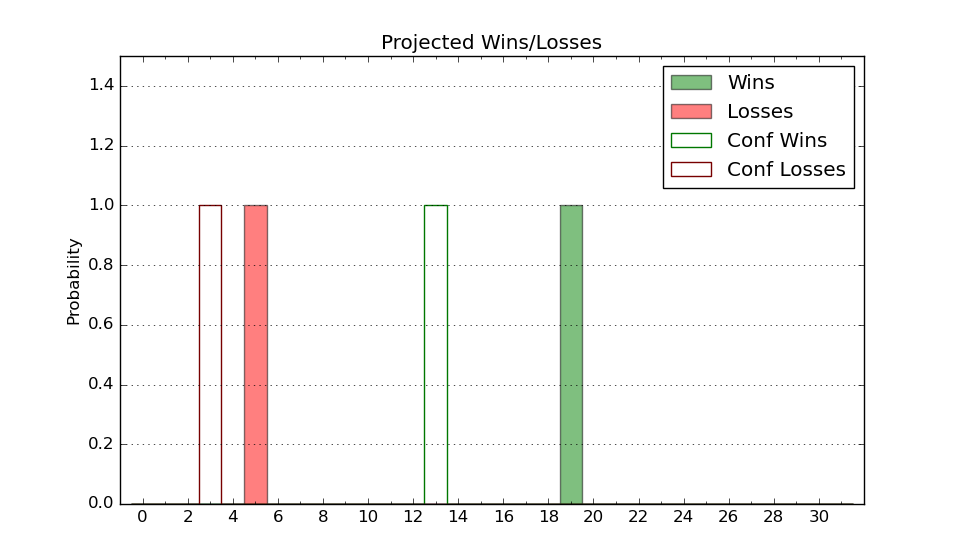 Projected Wins/Losses
1.4
1.2
1.0
0.8
0.6
0.4
0.2
0.0
Probability
Wins
Losses
Conf Wins
Conf Losses
0 2 4 6 8 10 12 14 16 18 20 22 24 26 28 30